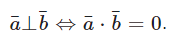 ā⊥b̄ ⇔ ā · b̄ = 0.